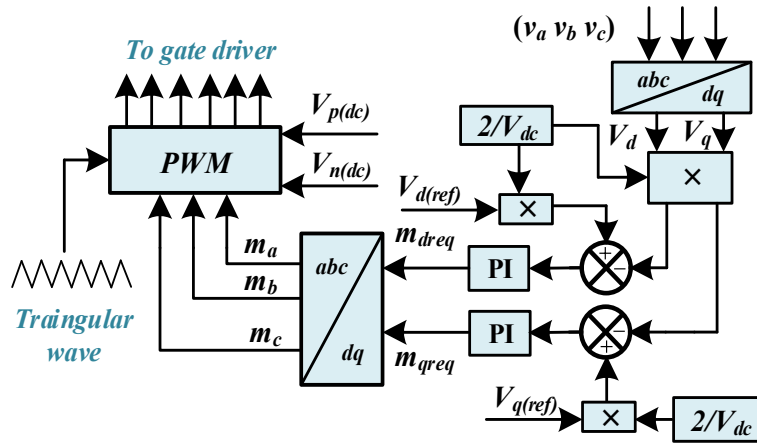 To gate driver
(v_a v_b v_c)
abc
dq
V_p(dc)
2/V_dc
V_d
V_q
PWM
V_n(dc)
×
V_d(ref)
×
m_a
m_dreq
+
−
abc
PI
m_b
−
m_c
PI
+
Traingular
wave
dq
m_qreq
V_q(ref)
×
2/V_dc